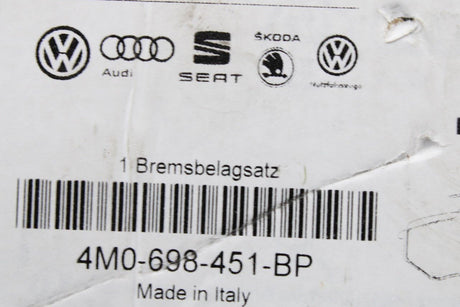 Audi
SEAT
ŠKODA
Nutzfahrzeuge
1 Bremsbelagsatz
4M0-698-451-BP
Made in Italy